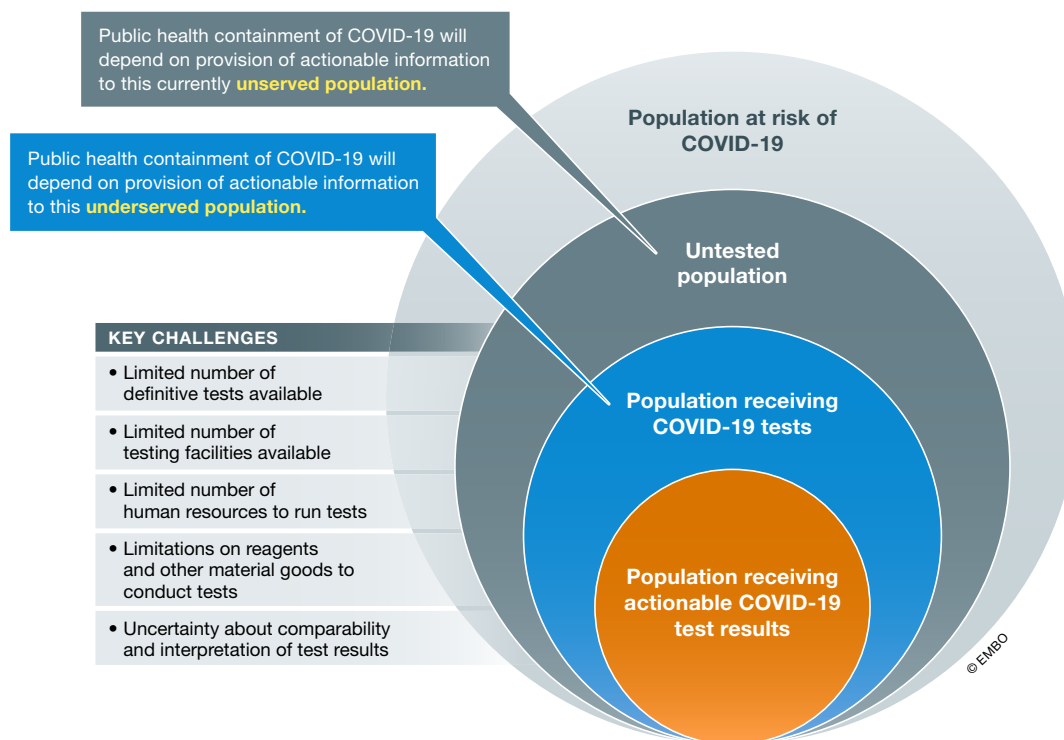 Public health containment of COVID-19 will
depend on provision of actionable information
to this currently unserved population.
Public health containment of COVID-19 will
depend on provision of actionable information
to this underserved population.
Population at risk of
COVID-19
Untested
population
Population receiving
COVID-19 tests
Population receiving
actionable COVID-19
test results
KEY CHALLENGES
• Limited number of
definitive tests available
• Limited number of
testing facilities available
• Limited number of
human resources to run tests
• Limitations on reagents
and other material goods to
conduct tests
• Uncertainty about comparability
and interpretation of test results
© EMBO